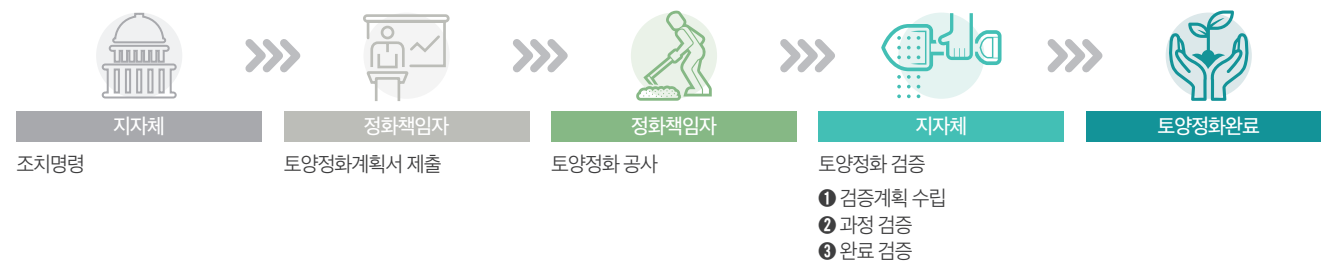 지자체
조치명령
정화책임자
토양정화계획서 제출
정화책임자
토양정화 공사
지자체
토양정화 검증
❶ 검증계획 수립
❷ 과정 검증
❸ 완료 검증
토양정화완료